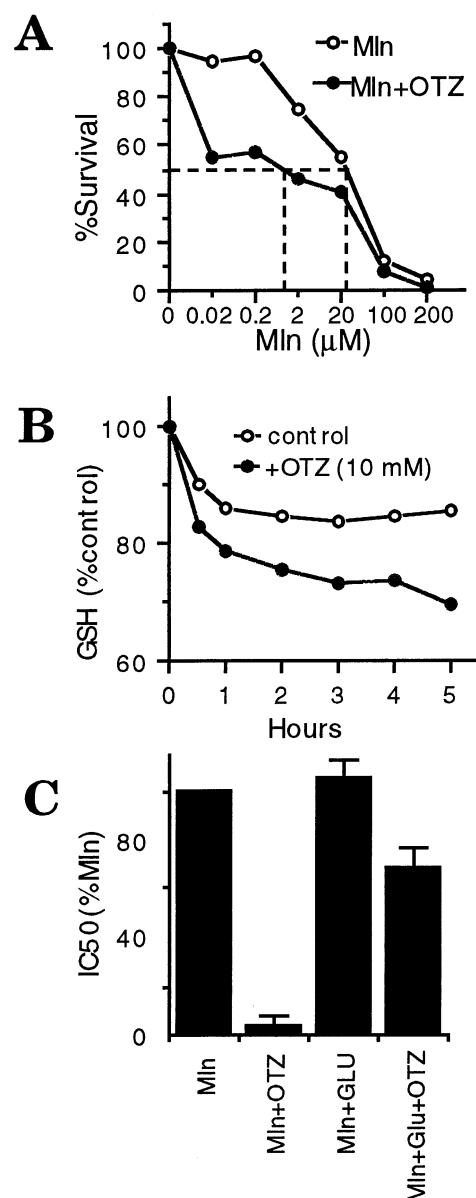 A
%Survival
100
80
60
40
20
0
Mln
Mln+OTZ
0 0.02 0.2 2 20 100 200
Mln (µM)
B
GSH (%control)
100
80
60
control
+OTZ (10 mM)
0 1 2 3 4 5
Hours
C
IC50(%Mln)
80
40
0
Mln
Mln+OTZ
Mln+GLU
Mln+Glu+OTZ